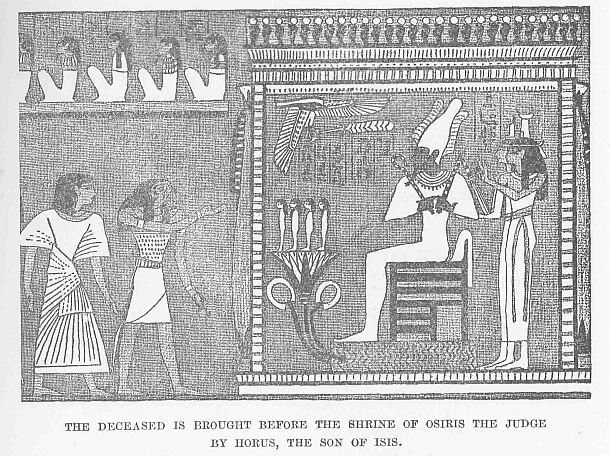 THE DECEASED IS BROUGHT BEFORE THE SHRINE OF OSIRIS THE JUDGE
BY HORUS, THE SON OF ISIS.